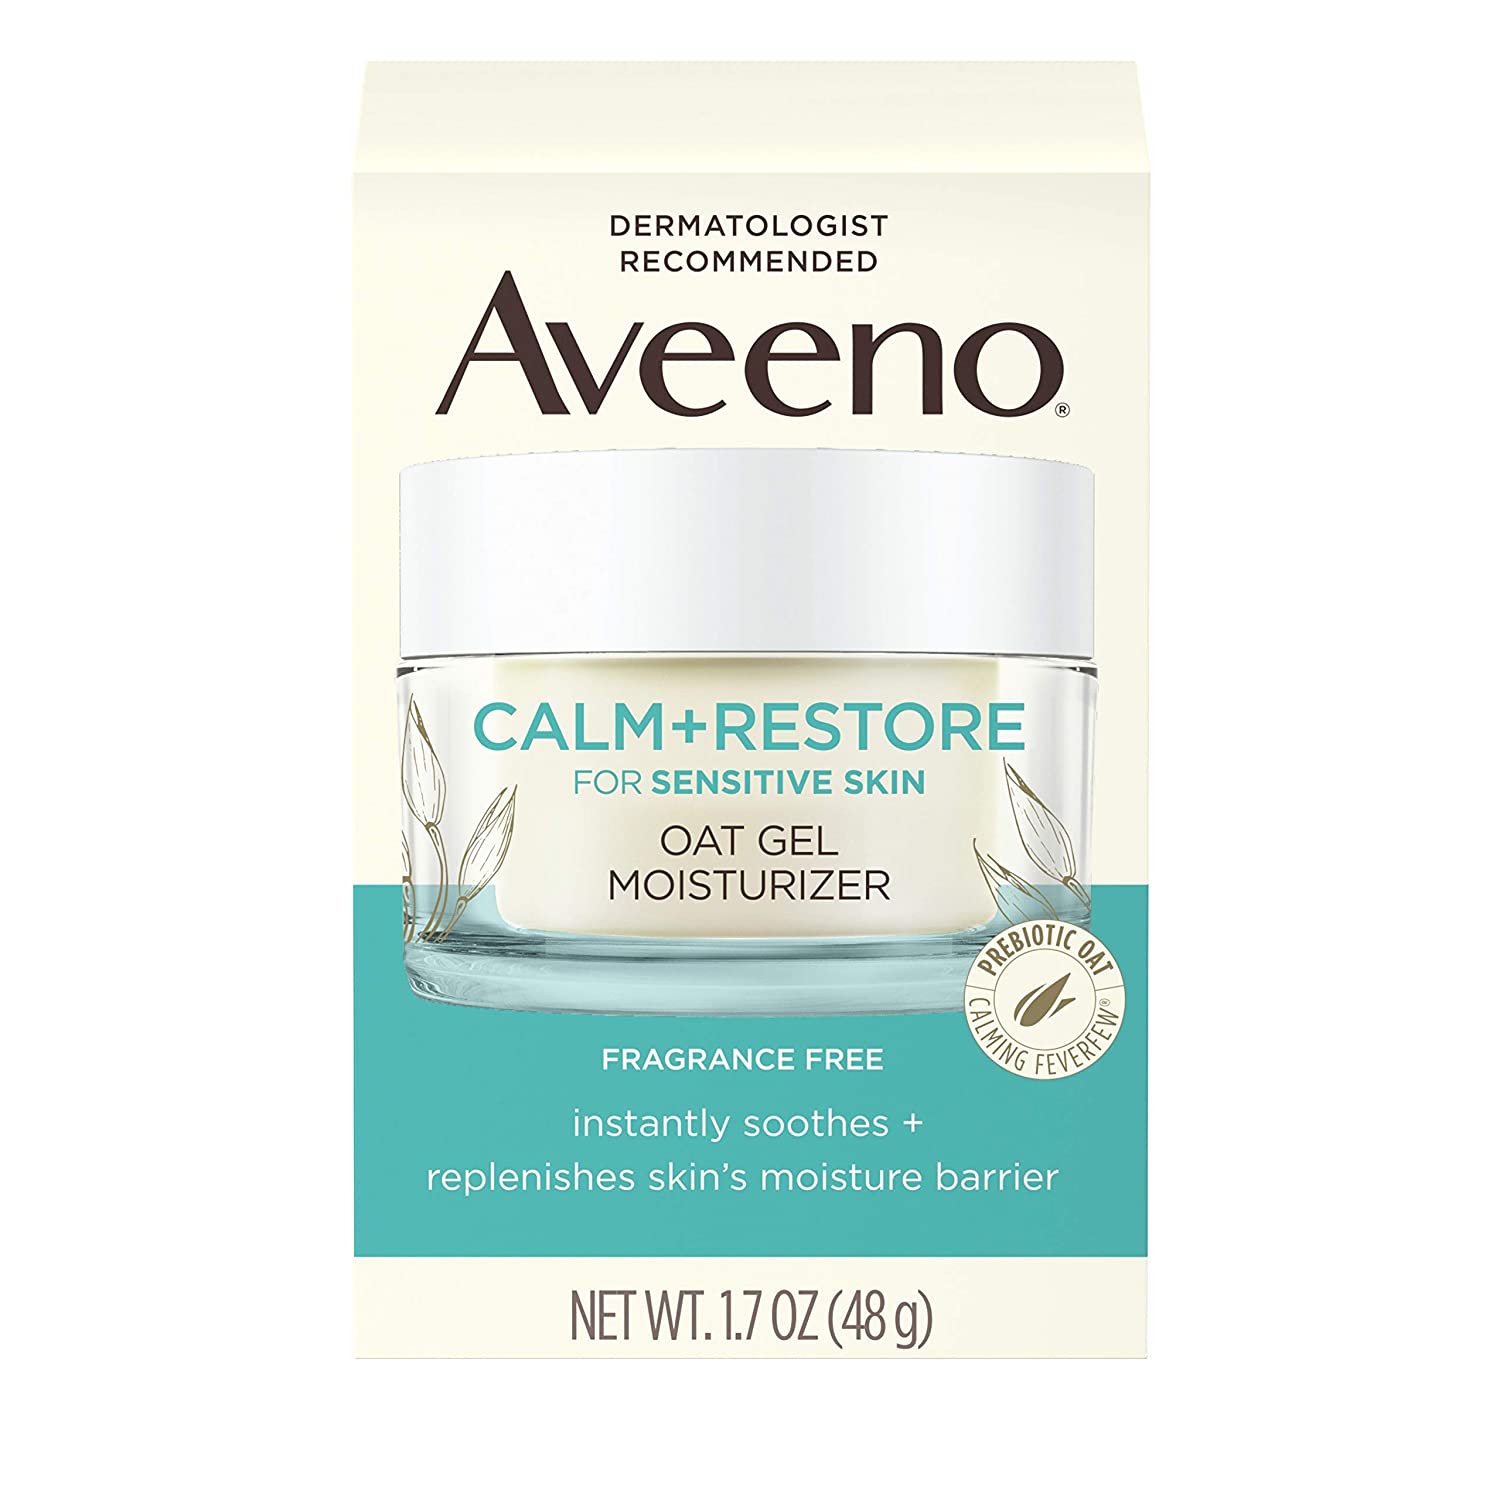 DERMATOLOGIST
RECOMMENDED
Aveeno®
CALM+RESTORE
FOR SENSITIVE SKIN
OAT GEL
MOISTURIZER
PREBIOTIC OAT
CALMING FEVERFEW®
FRAGRANCE FREE
instantly soothes +
replenishes skin's moisture barrier
NET WT. 1.7 OZ (48 g)